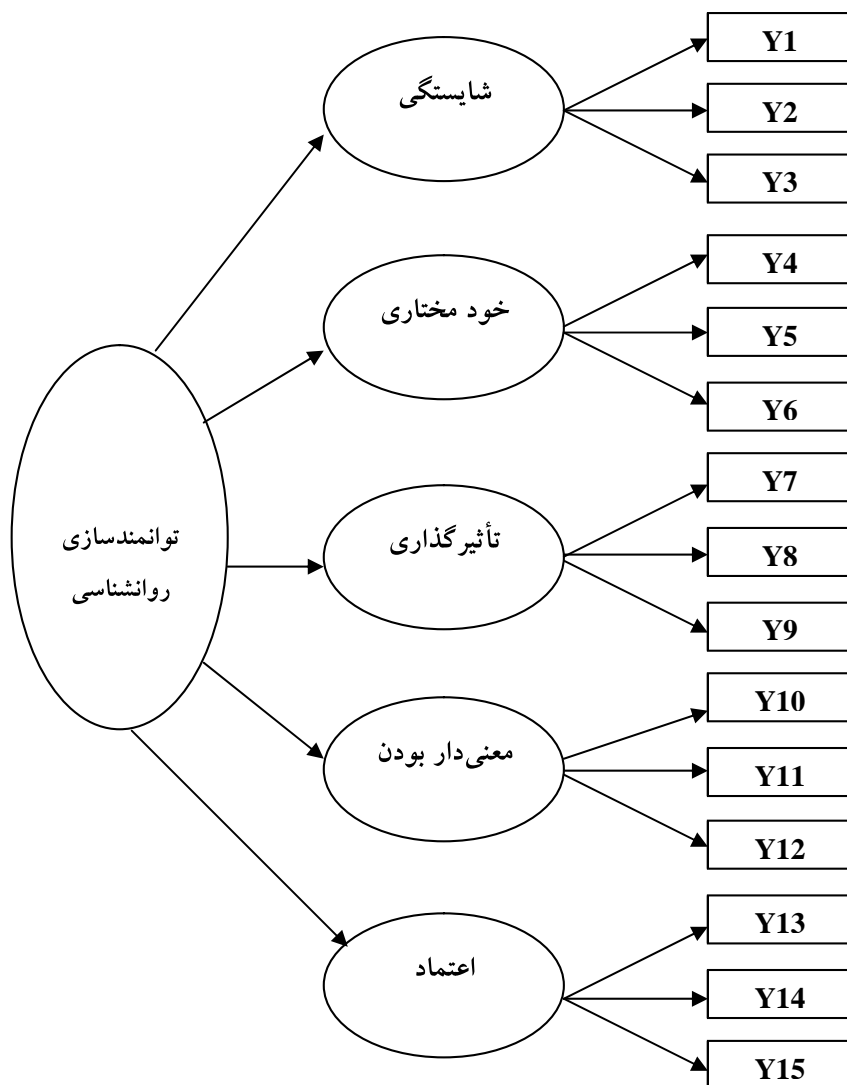 شایستگی
Y1
Y2
Y3
خود مختاری
Y4
Y5
Y6
توانمندسازی
روانشناسی
تأثیرگذاری
Y7
Y8
Y9
معنی‌دار بودن
Y10
Y11
Y12
اعتماد
Y13
Y14
Y15